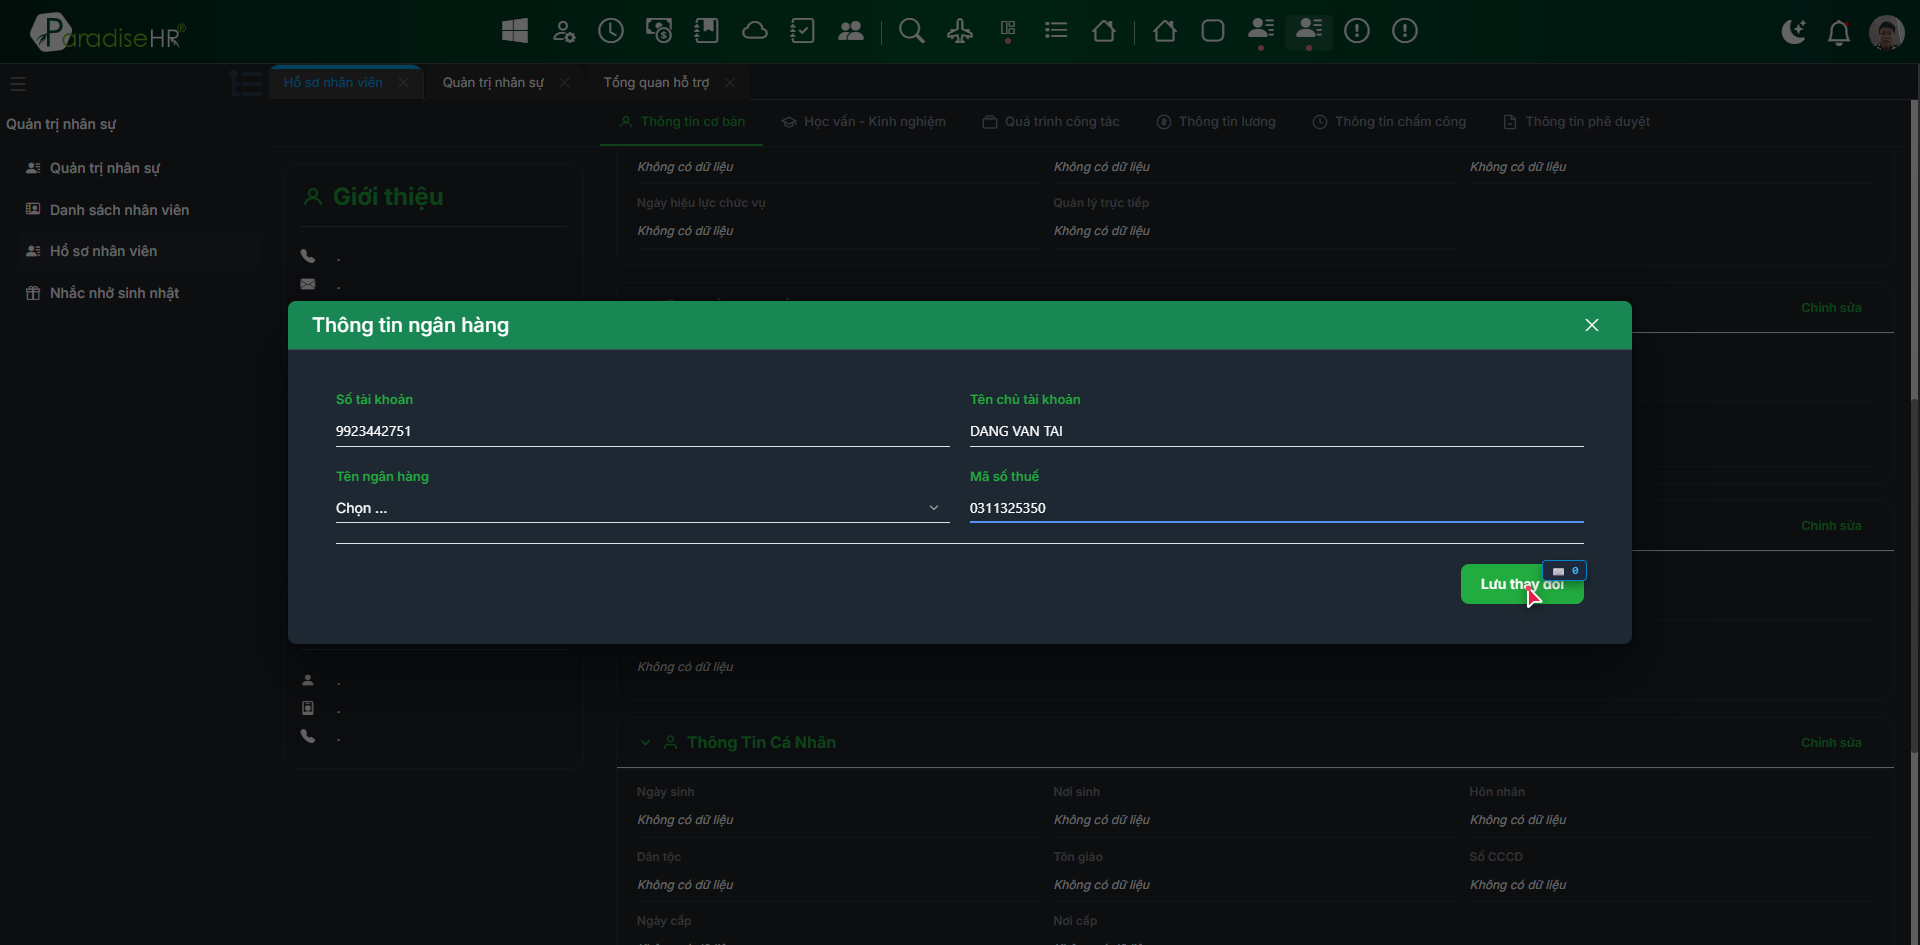 ParadiseHR®
Hồ sơ nhân viên
Quản trị nhân sự
Tổng quan hỗ trợ
Quản trị nhân sự
Quản trị nhân sự
Danh sách nhân viên
Hồ sơ nhân viên
Nhắc nhở sinh nhật
Thông tin cơ bản
Học vấn - Kinh nghiệm
Quá trình công tác
Thông tin lương
Thông tin chấm công
Thông tin phê duyệt
Giới thiệu
.
.
Không có dữ liệu
Không có dữ liệu
Không có dữ liệu
Ngày hiệu lực chức vụ
Quản lý trực tiếp
Không có dữ liệu
Không có dữ liệu
Chỉnh sửa
Thông tin ngân hàng
Số tài khoản
Tên chủ tài khoản
9923442751
DANG VAN TAI
Tên ngân hàng
Mã số thuế
Chọn ...
0311325350
Chỉnh sửa
Lưu thay đổi
0
Không có dữ liệu
.
.
.
Thông Tin Cá Nhân
Chỉnh sửa
Ngày sinh
Nơi sinh
Hôn nhân
Không có dữ liệu
Không có dữ liệu
Không có dữ liệu
Dân tộc
Tôn giáo
Số CCCD
Không có dữ liệu
Không có dữ liệu
Không có dữ liệu
Ngày cấp
Nơi cấp